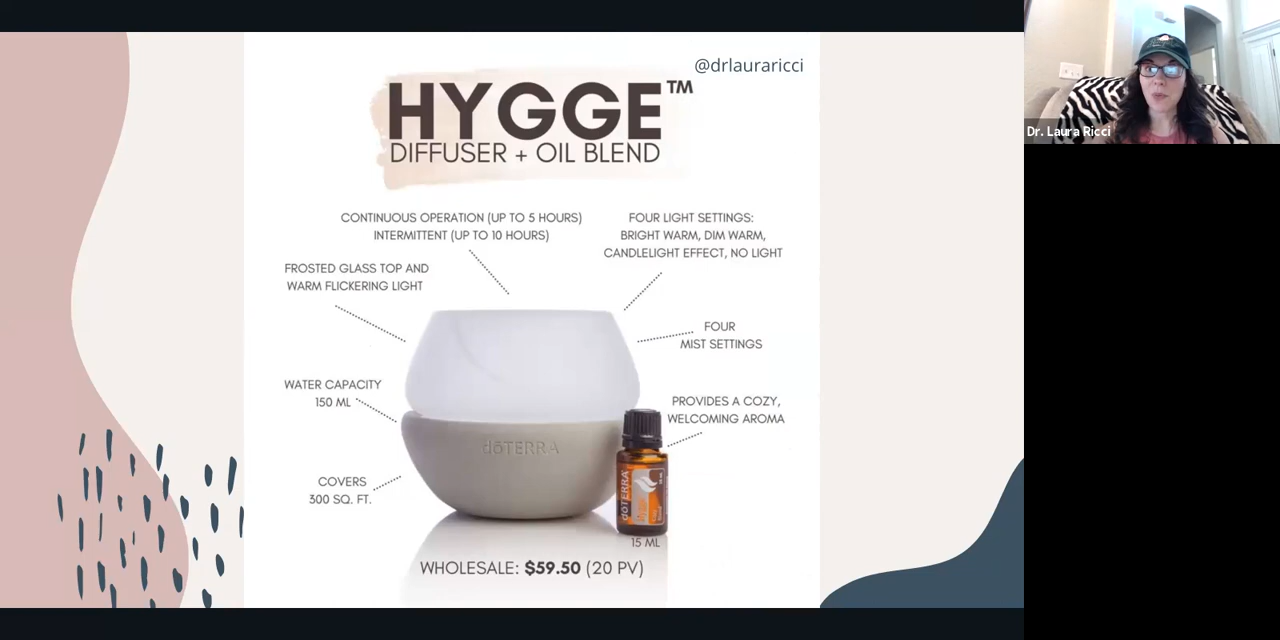 @drlauraricci
HYGGE™
DIFFUSER + OIL BLEND
CONTINUOUS OPERATION (UP TO 5 HOURS)
INTERMITTENT (UP TO 10 HOURS)
FOUR LIGHT SETTINGS:
BRIGHT WARM, DIM WARM,
CANDLELIGHT EFFECT, NO LIGHT
FROSTED GLASS TOP AND
WARM FLICKERING LIGHT
FOUR
MIST SETTINGS
WATER CAPACITY
150 ML
PROVIDES A COZY,
WELCOMING AROMA
dōTERRA
dōTERRA
COVERS
300 SQ. FT.
15 ML
WHOLESALE: $59.50 (20 PV)
Dr. Laura Ricci